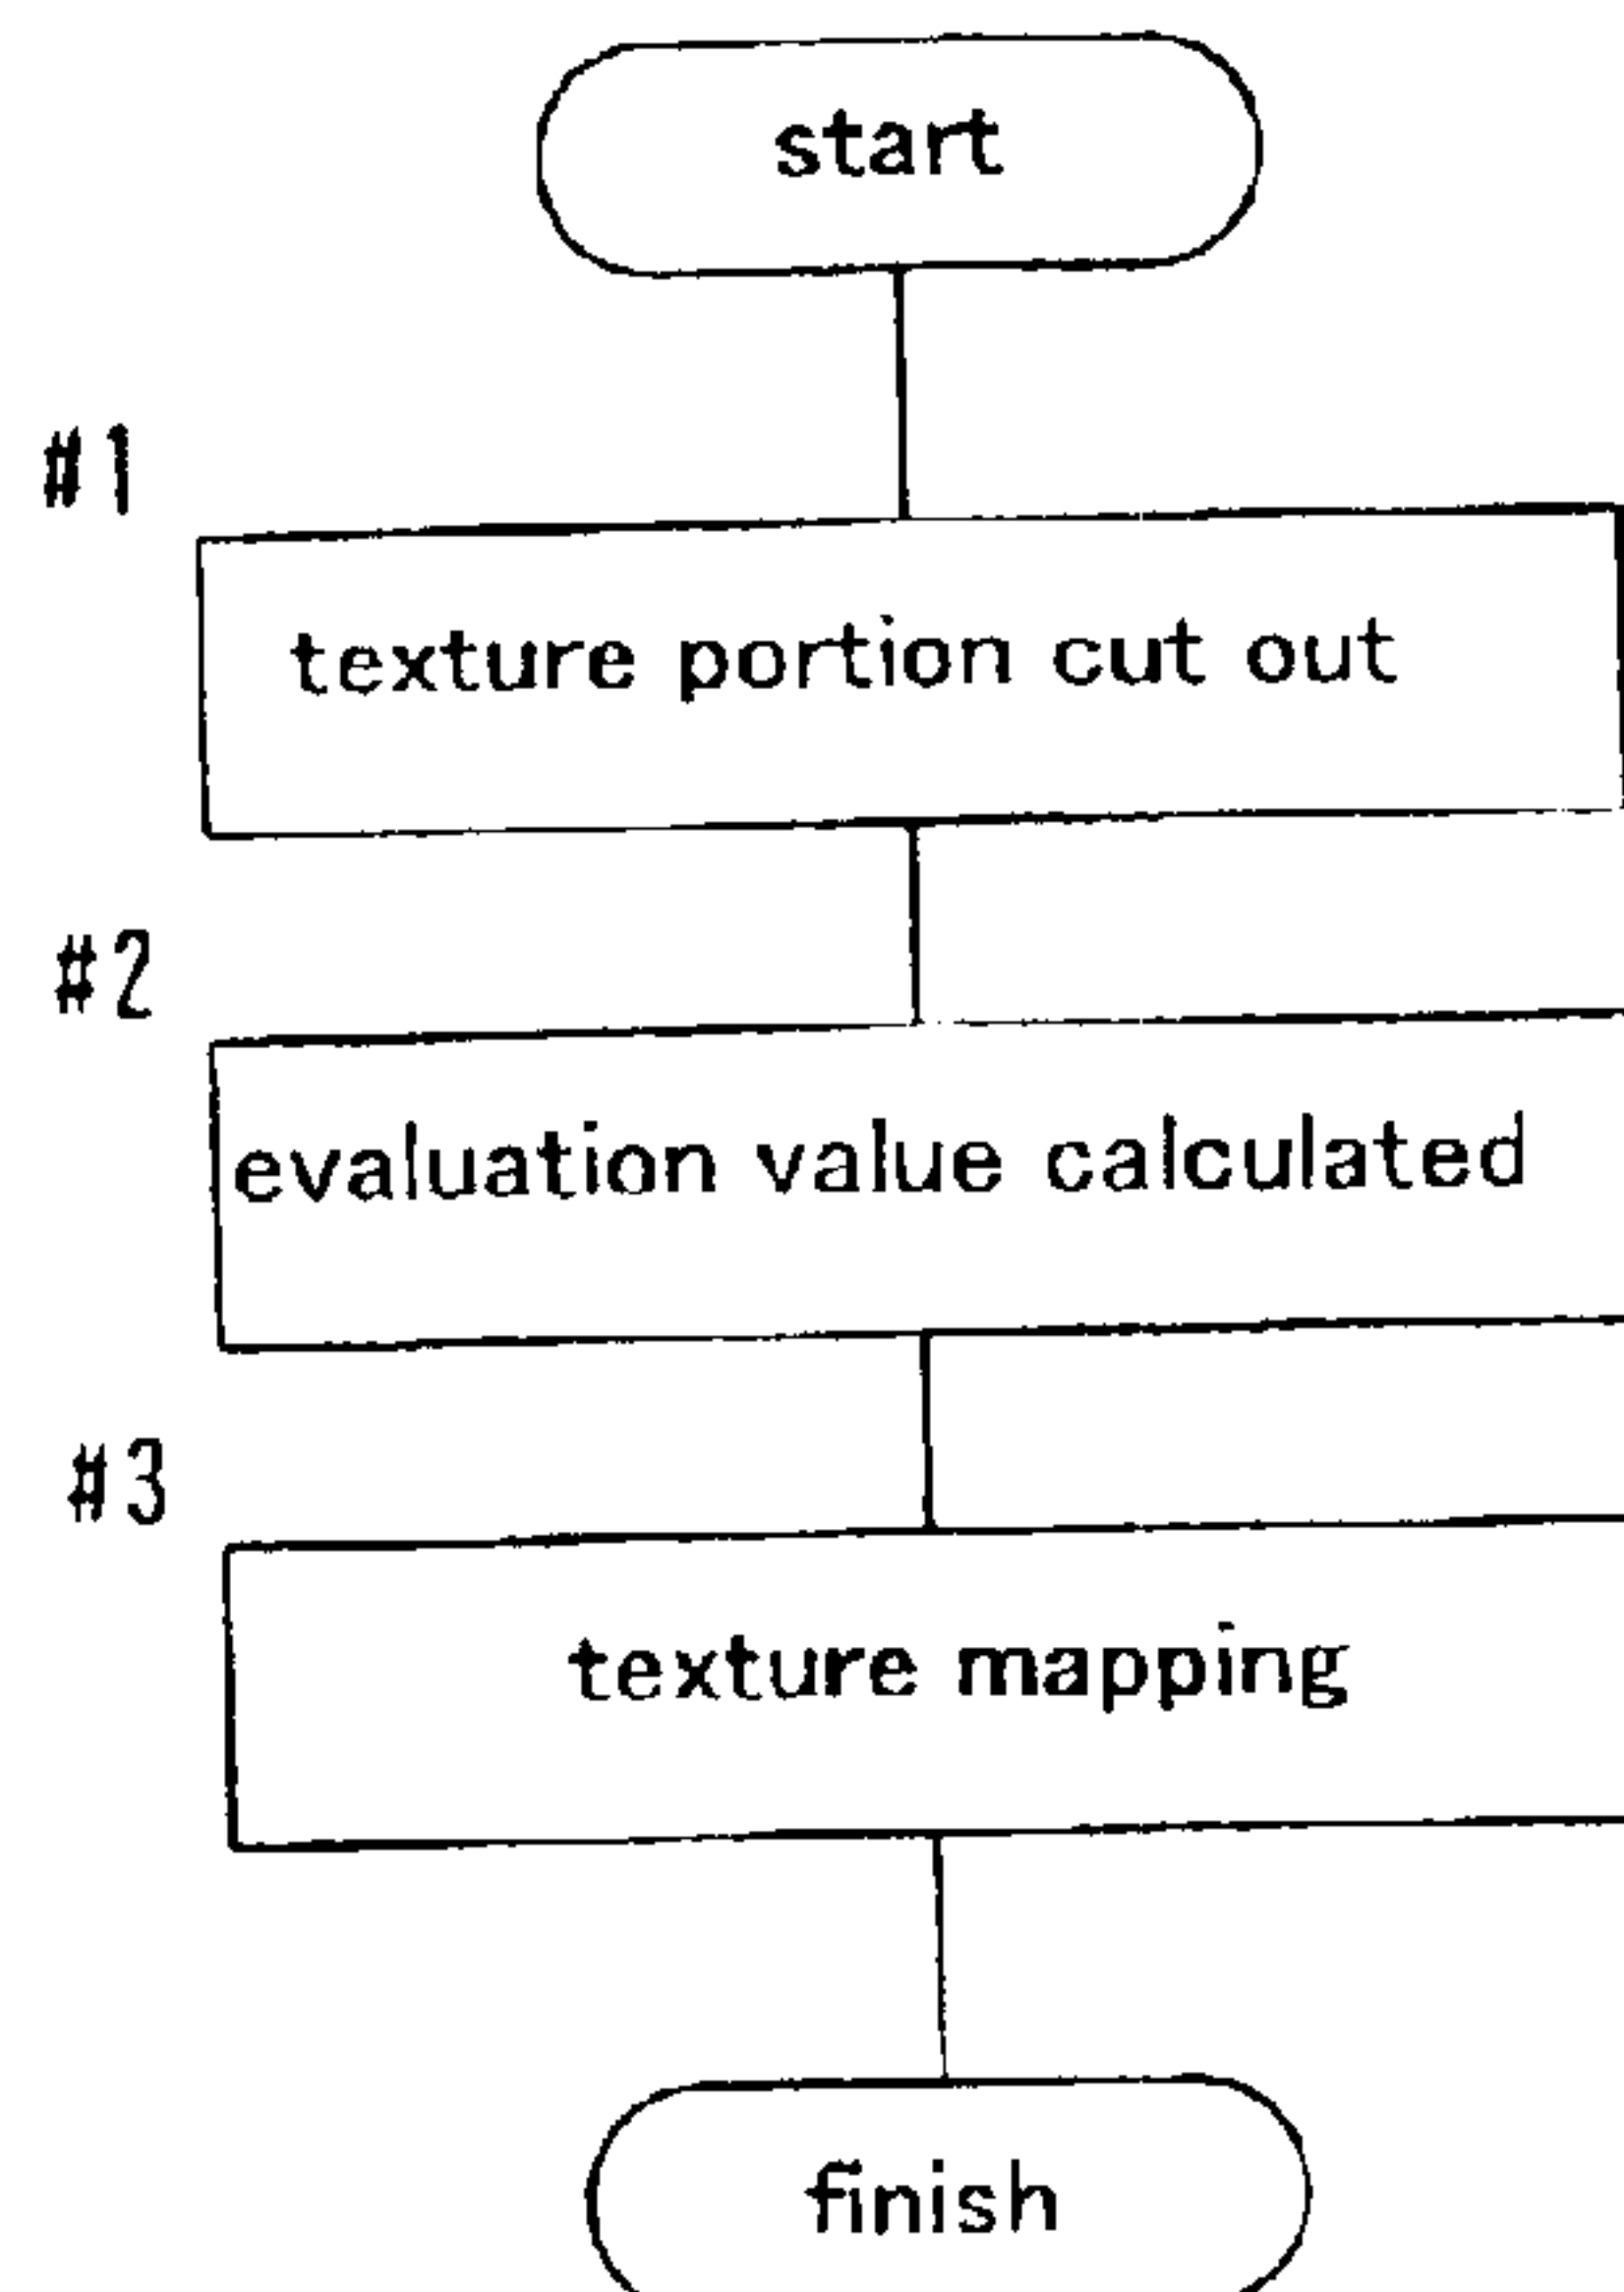 start
#1
texture portion cut out
#2
evaluation value calculated
#3
texture mapping
finish